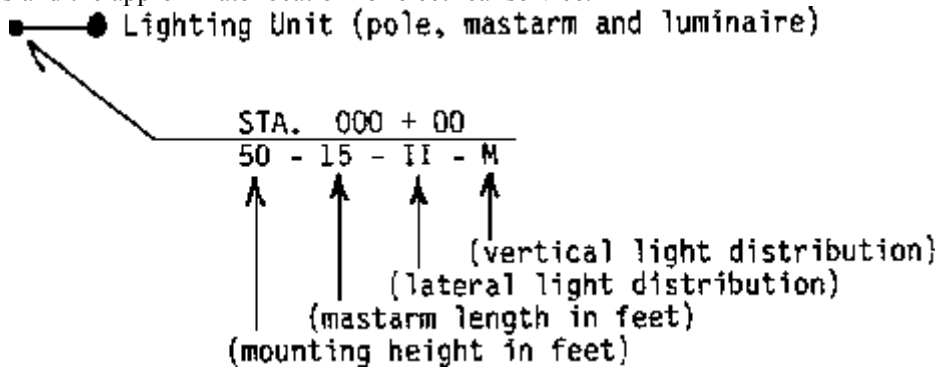 Lighting Unit (pole, mastarm and luminaire)
STA. 000 + 00
50 - 15 - II - M
(vertical light distribution)
(lateral light distribution)
(mastarm length in feet)
(mounting height in feet)